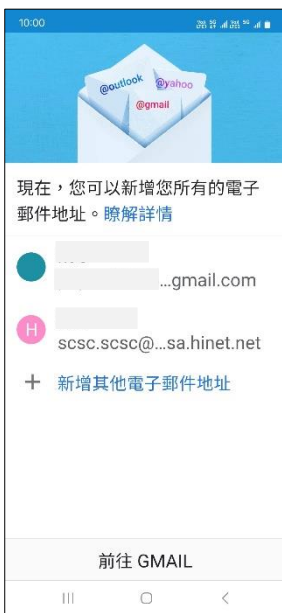 10:00
@outlook
@yahoo
@gmail
現在，您可以新增您所有的電子
郵件地址。瞭解詳情
...gmail.com
H
scsc.scsc@...sa.hinet.net
+ 新增其他電子郵件地址
前往 GMAIL